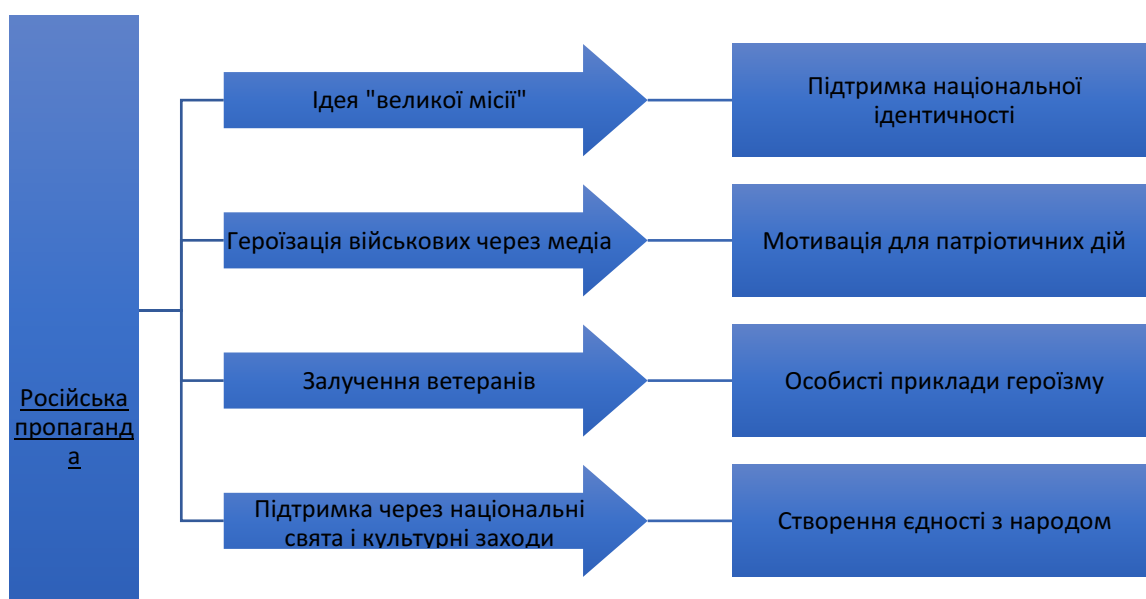 Російська
пропаганд
а
Ідея "великої місії"
Підтримка національної
ідентичності
Героїзація військових через медіа
Мотивація для патріотичних дій
Залучення ветеранів
Особисті приклади героїзму
Підтримка через національні
свята і культурні заходи
Створення єдності з народом